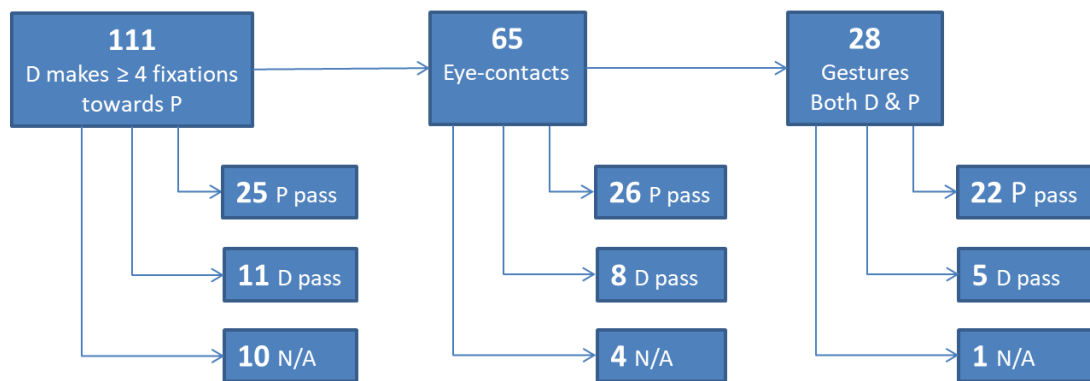 111
D makes ≥ 4 fixations
towards P
65
Eye-contacts
28
Gestures
Both D & P
25 P pass
26 P pass
22 P pass
11 D pass
8 D pass
5 D pass
10 N/A
4 N/A
1 N/A